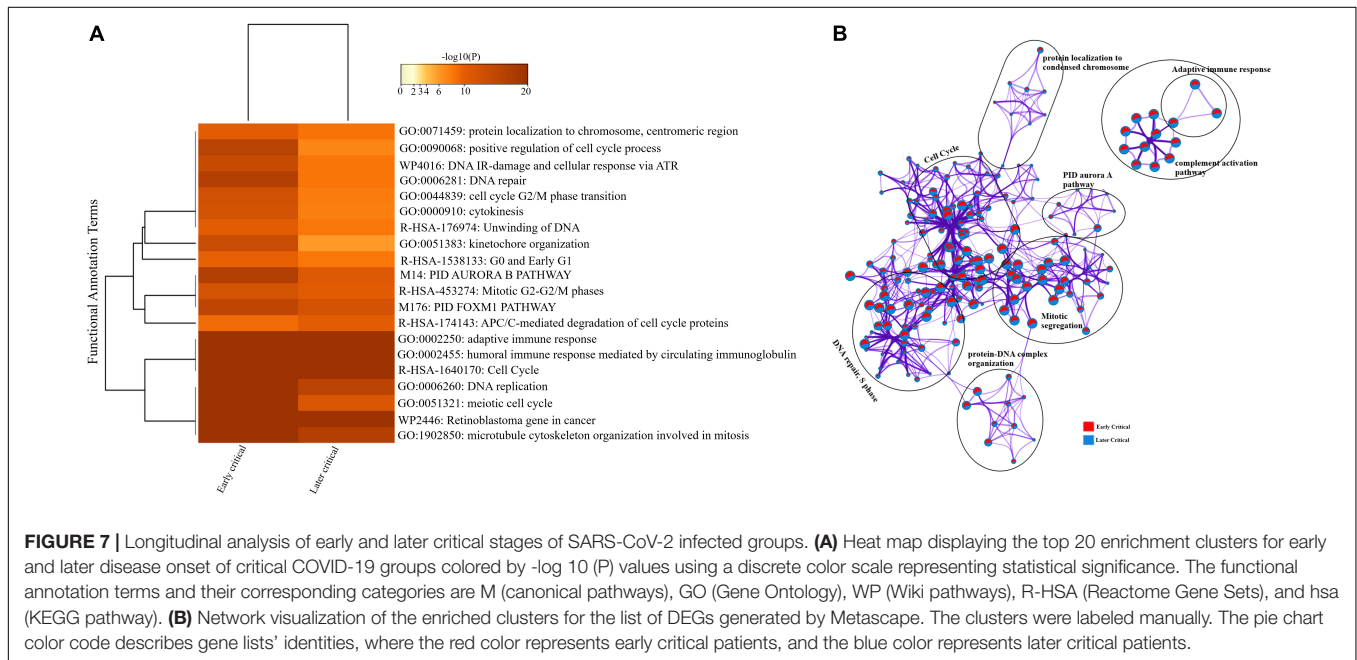 A
-log10(P)
0 2 3 4 6 10 20
Functional Annotation Terms
GO:0071459: protein localization to chromosome, centromeric region
GO:0090068: positive regulation of cell cycle process
WP4016: DNA IR-damage and cellular response via ATR
GO:0006281: DNA repair
GO:0044839: cell cycle G2/M phase transition
GO:0000910: cytokinesis
R-HSA-176974: Unwinding of DNA
GO:0051383: kinetochore organization
R-HSA-1538133: G0 and Early G1
M14: PID AURORA B PATHWAY
R-HSA-453274: Mitotic G2-G2/M phases
M176: PID FOXM1 PATHWAY
R-HSA-174143: APC/C-mediated degradation of cell cycle proteins
GO:0002250: adaptive immune response
GO:0002455: humoral immune response mediated by circulating immunoglobulin
R-HSA-1640170: Cell Cycle
GO:0006260: DNA replication
GO:0051321: meiotic cell cycle
WP2446: Retinoblastoma gene in cancer
GO:1902850: microtubule cytoskeleton organization involved in mitosis
Early critical
Later critical
B
protein localization to
condensed chromosome
Adaptive immune response
complement activation
pathway
Cell Cycle
PID aurora A
pathway
Mitotic
segregation
DNA repair, S phase
protein-DNA complex
organization
Early Critical
Later Critical
FIGURE 7 | Longitudinal analysis of early and later critical stages of SARS-CoV-2 infected groups. (A) Heat map displaying the top 20 enrichment clusters for early
and later disease onset of critical COVID-19 groups colored by -log 10 (P) values using a discrete color scale representing statistical significance. The functional
annotation terms and their corresponding categories are M (canonical pathways), GO (Gene Ontology), WP (Wiki pathways), R-HSA (Reactome Gene Sets), and hsa
(KEGG pathway). (B) Network visualization of the enriched clusters for the list of DEGs generated by Metascape. The clusters were labeled manually. The pie chart
color code describes gene lists' identities, where the red color represents early critical patients, and the blue color represents later critical patients.